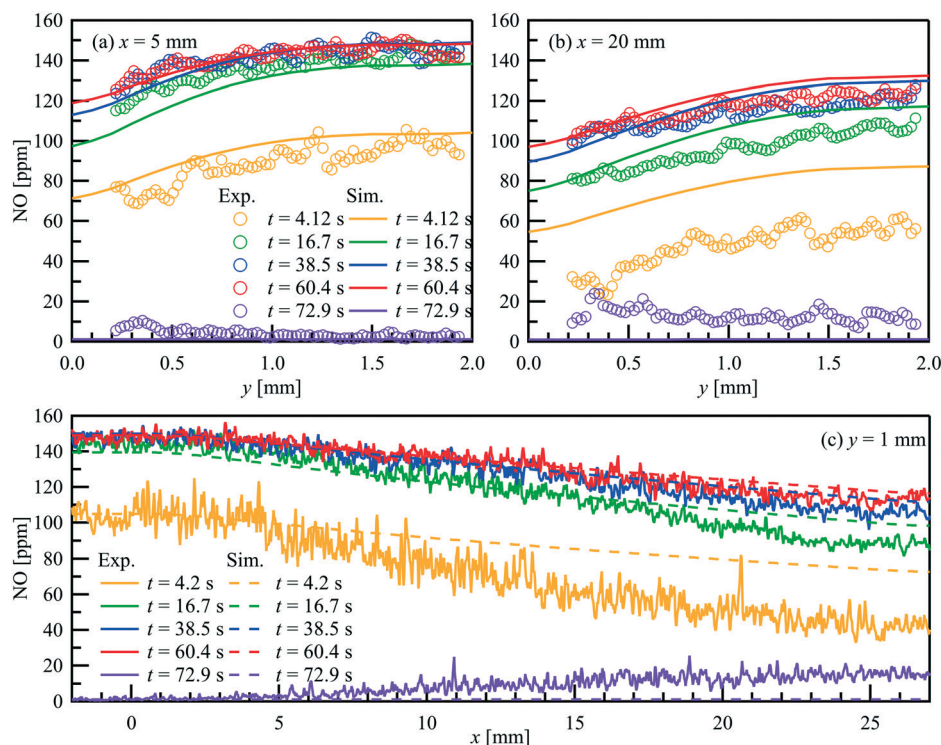 160
140
120
100
80
60
40
20
0
NO [ppm]
(a) x = 5 mm
Exp. Sim.
t = 4.12 s t = 4.12 s
t = 16.7 s t = 16.7 s
t = 38.5 s t = 38.5 s
t = 60.4 s t = 60.4 s
t = 72.9 s t = 72.9 s
0.0 0.5 1.0 1.5 2.0
y [mm]
160
140
120
100
80
60
40
20
0
NO [ppm]
(b) x = 20 mm
0.0 0.5 1.0 1.5 2.0
y [mm]
160
140
120
100
80
60
40
20
0
NO [ppm]
(c) y = 1 mm
Exp. Sim.
t = 4.2 s t = 4.2 s
t = 16.7 s t = 16.7 s
t = 38.5 s t = 38.5 s
t = 60.4 s t = 60.4 s
t = 72.9 s t = 72.9 s
0 5 10 15 20 25
x [mm]